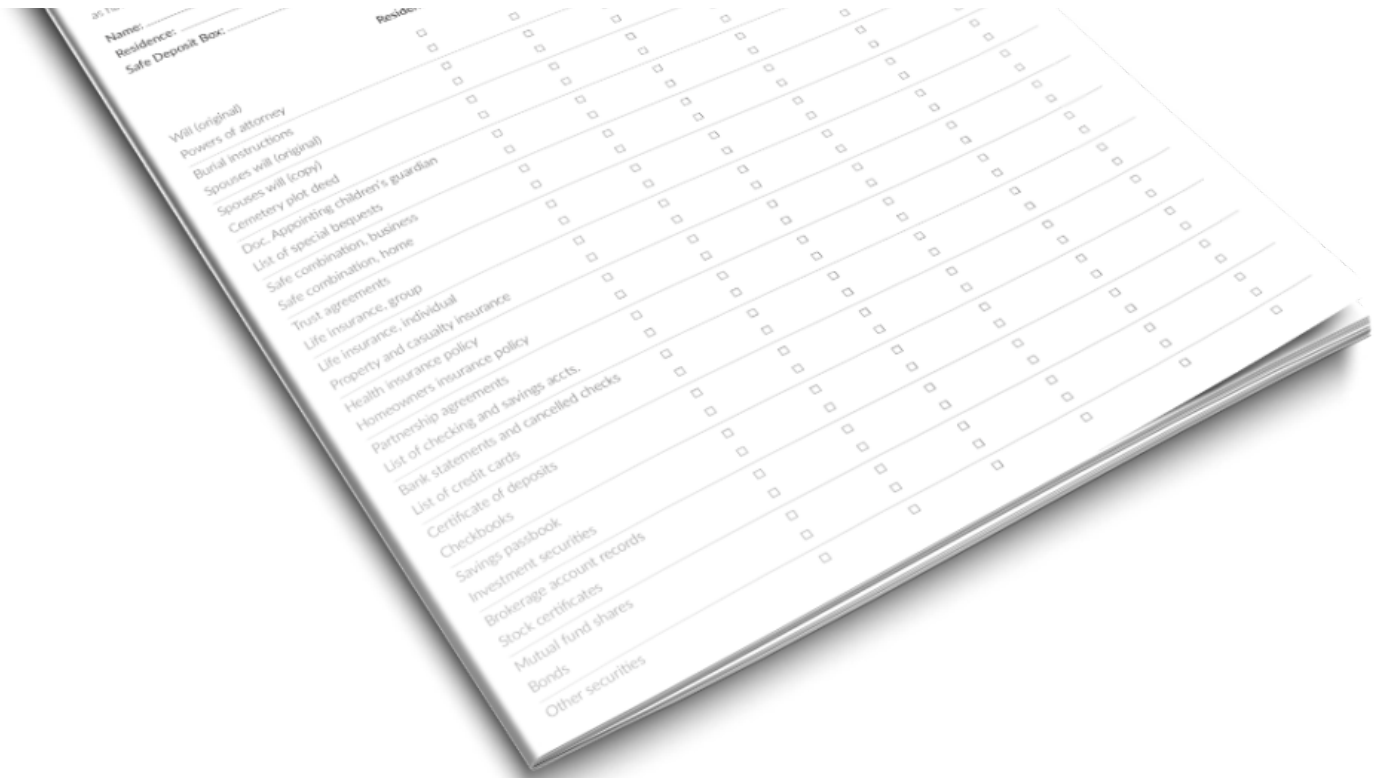 as
Name:
Residence:
Safe Deposit Box:
Residen
Will (original)
Powers of attorney
Burial instructions
Spouses will (original)
Spouses will (copy)
Cemetery plot deed
Doc. Appointing children's guardian
List of special bequests
Safe combination, business
Safe combination, home
Trust agreements
Life insurance, group
Life insurance, individual
Property and casualty insurance
Health insurance policy
Homeowners insurance policy
Partnership agreements
List of checking and savings accts.
Bank statements and cancelled checks
List of credit cards
Certificate of deposits
Checkbooks
Savings passbook
Investment securities
Brokerage account records
Stock certificates
Mutual fund shares
Bonds
Other securities